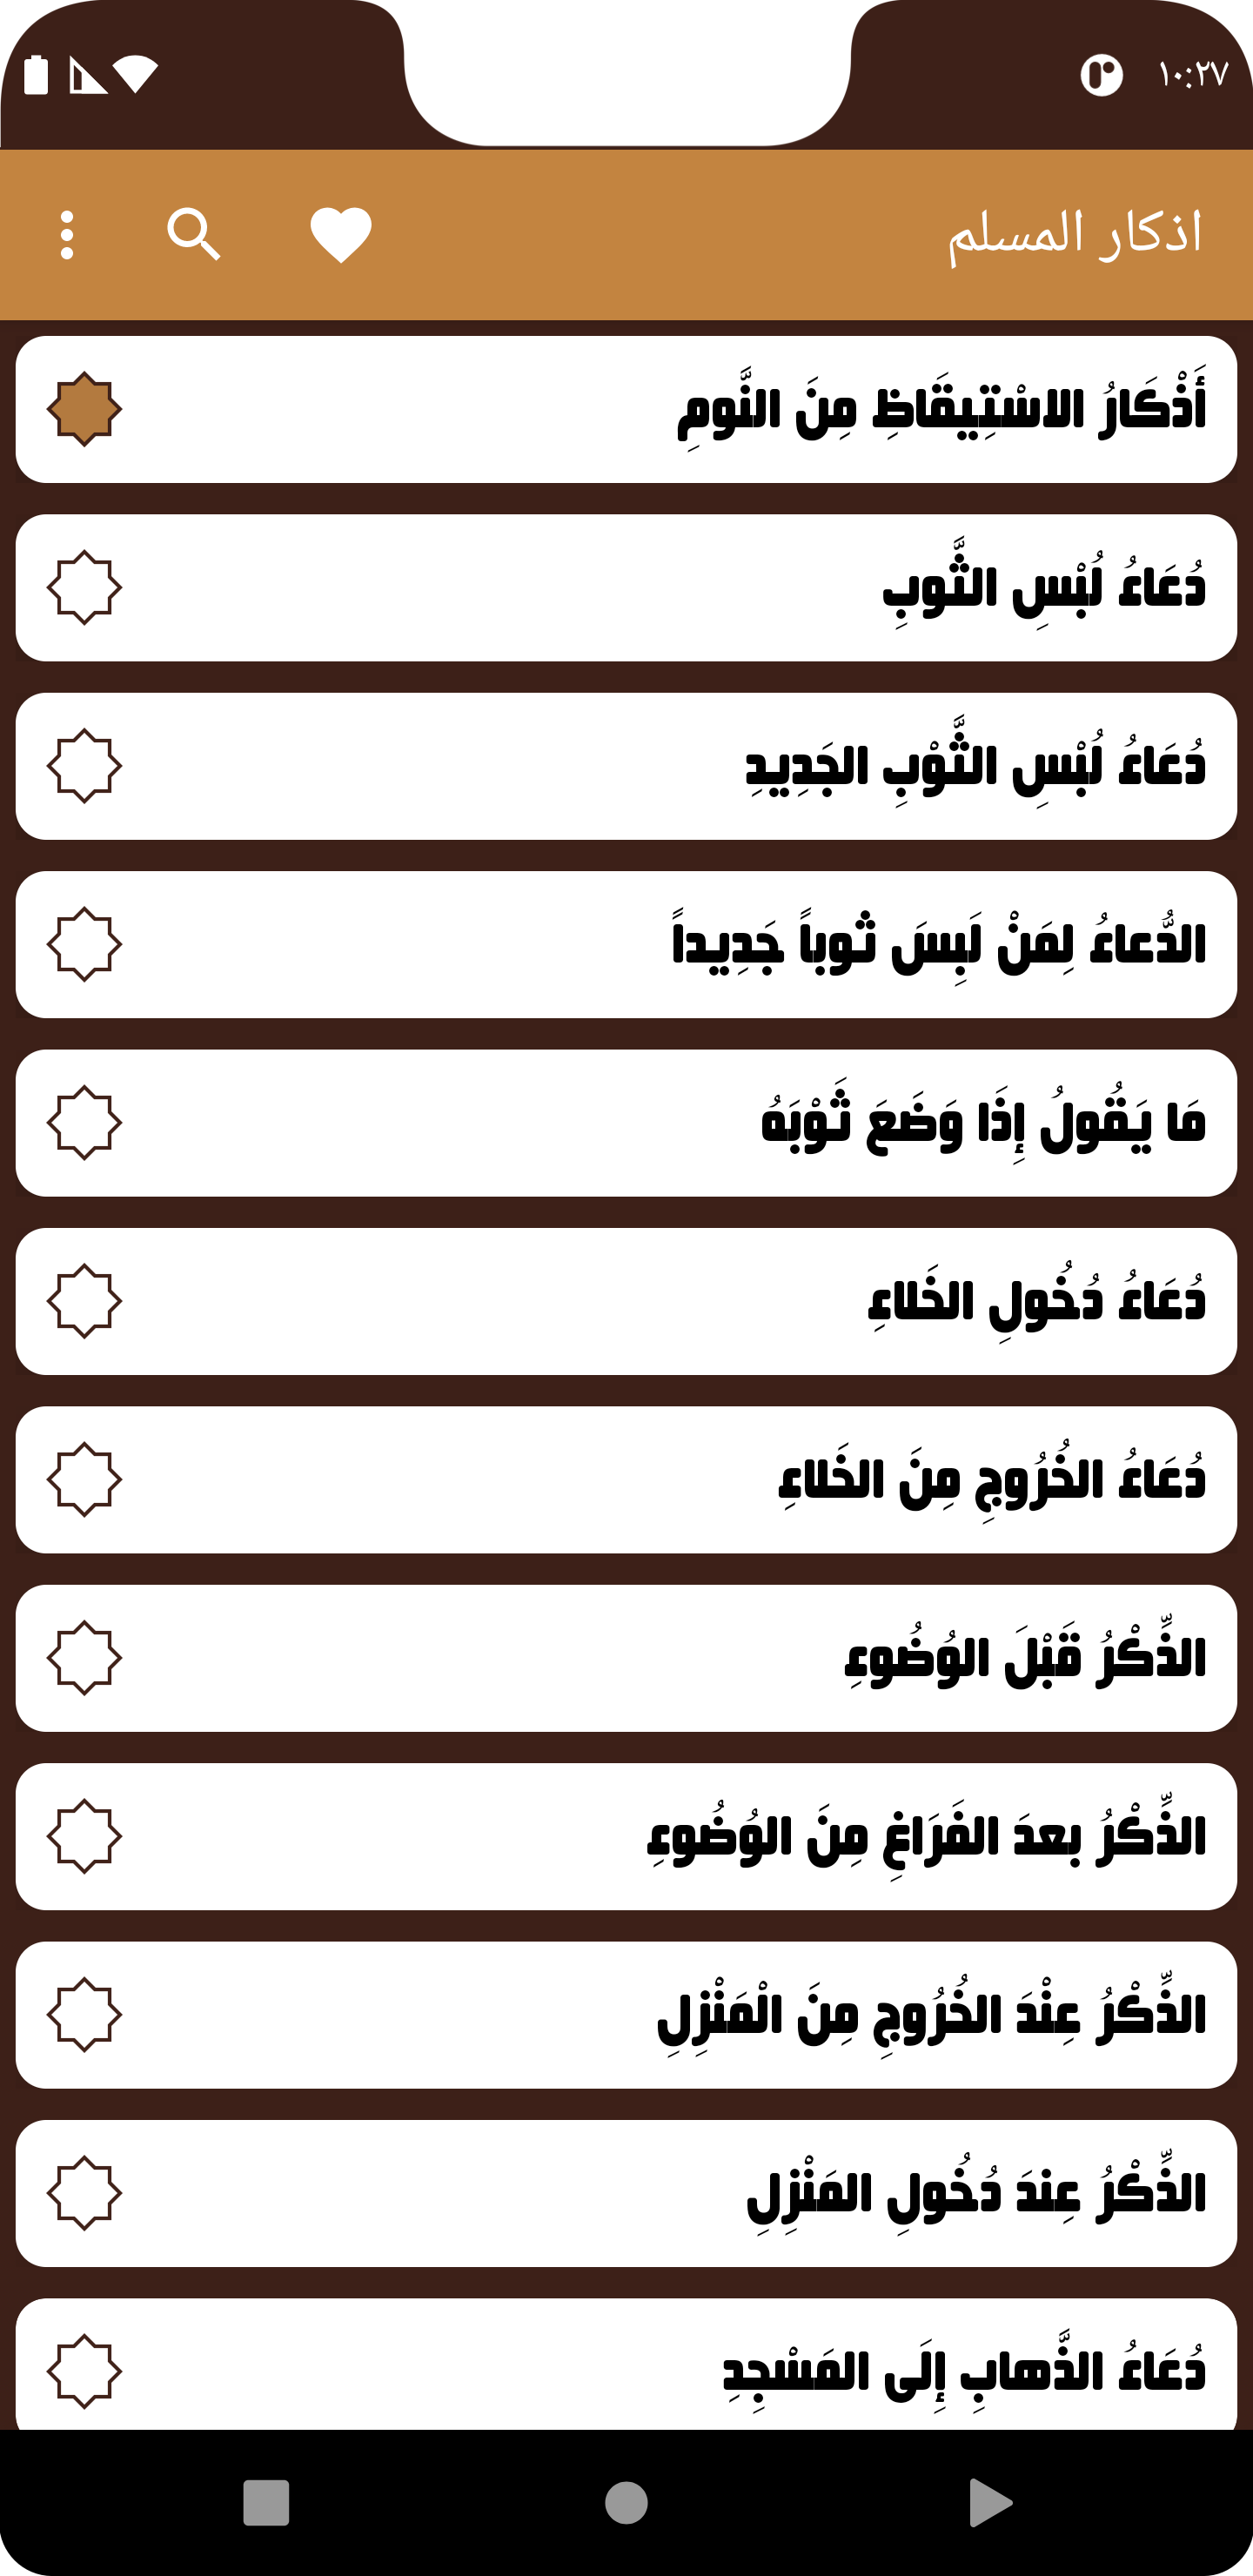 ١٠:٢٧
اذكار المسلم
أَذْكَارُ الاسْتِيقَاظِ مِنَ النَّومِ
دُعَاءُ لُبْسِ الثَّوبِ
دُعَاءُ لُبْسِ الثَّوْبِ الجَدِيدِ
الدُّعاءُ لِمَنْ لَبِسَ ثوباً جَدِيداً
مَا يَقُولُ إِذَا وَضَعَ ثَوْبَهُ
دُعَاءُ دُخُولِ الخَلاءِ
دُعَاءُ الخُرُوجِ مِنَ الخَلاءِ
الذِّكْرُ قَبْلَ الوُضُوءِ
الذِّكْرُ بعدَ الفَرَاغِ مِنَ الوُضُوءِ
الذِّكْرُ عِنْدَ الخُرُوجِ مِنَ الْمَنْزِلِ
الذِّكْرُ عِندَ دُخُولِ المَنْزِلِ
دُعَاءُ الذَّهابِ إِلَى المَسْجِدِ